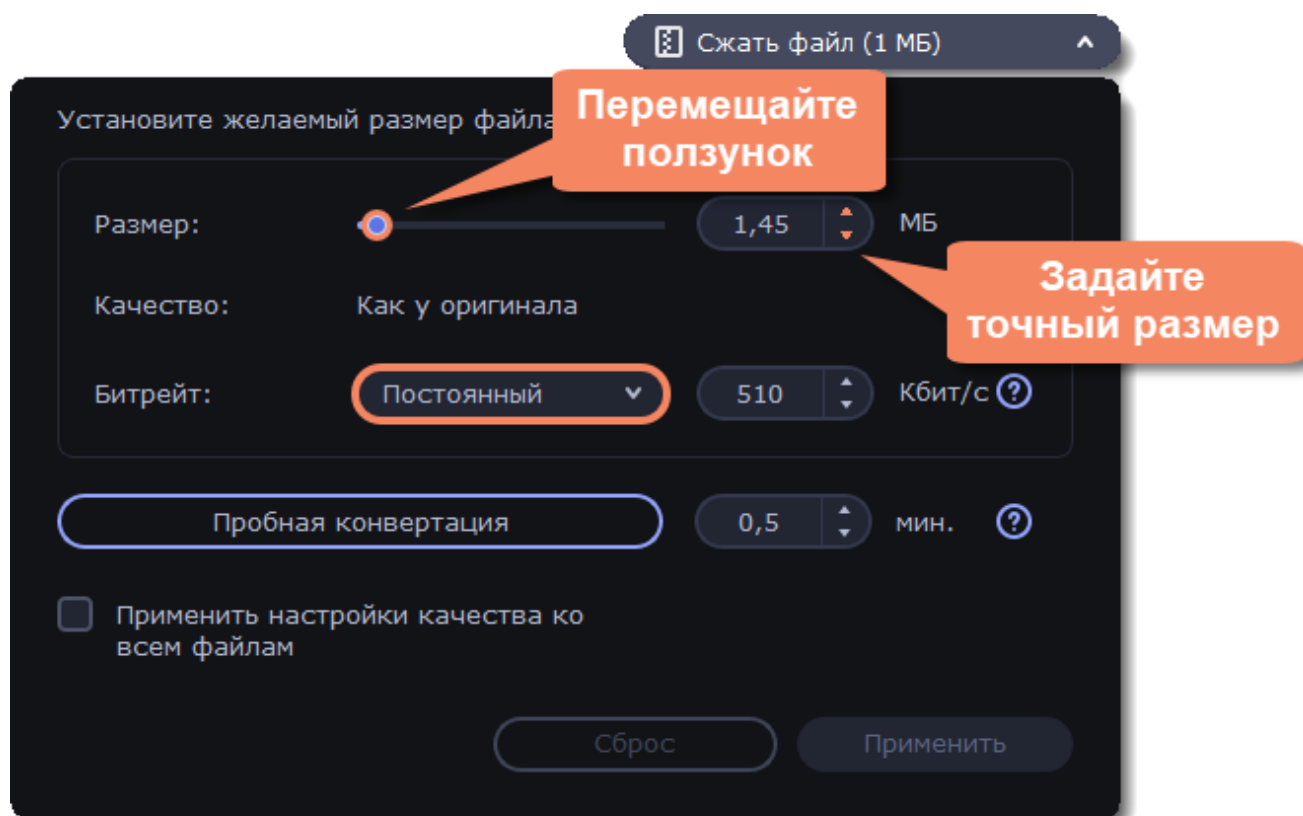 Сжать файл (1 МБ)
Установите желаемый размер файла
Перемещайте
ползунок
Размер:
1,45
МБ
Задайте
точный размер
Качество:
Как у оригинала
Битрейт:
Постоянный
510
Кбит/с
?
Пробная конвертация
0,5
мин.
?
Применить настройки качества ко
всем файлам
Сброс
Применить